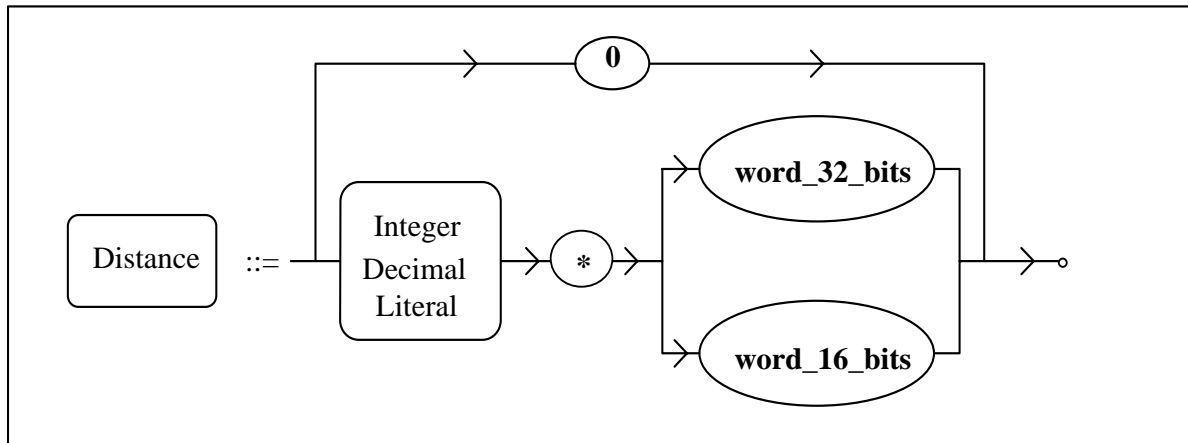 0
word_32_bits
Distance ::=
Integer
Decimal
Literal
*
word_16_bits